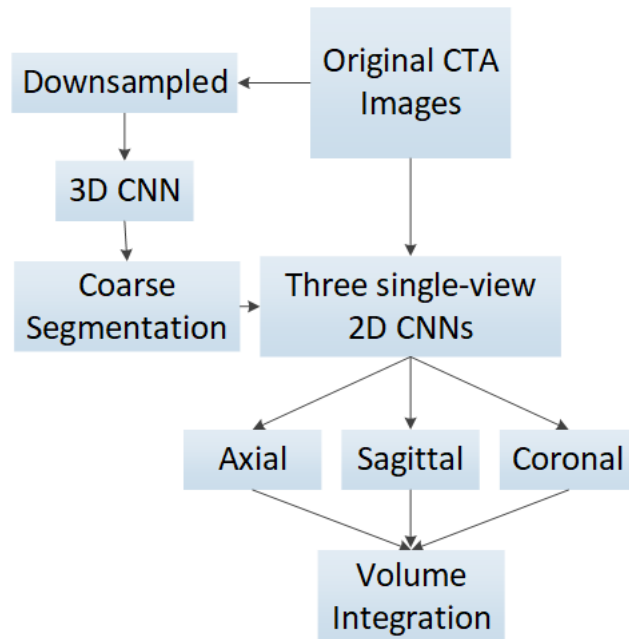 Original CTA
Images
Downsampled
3D CNN
Coarse
Segmentation
Three single-view
2D CNNs
Axial
Sagittal
Coronal
Volume
Integration